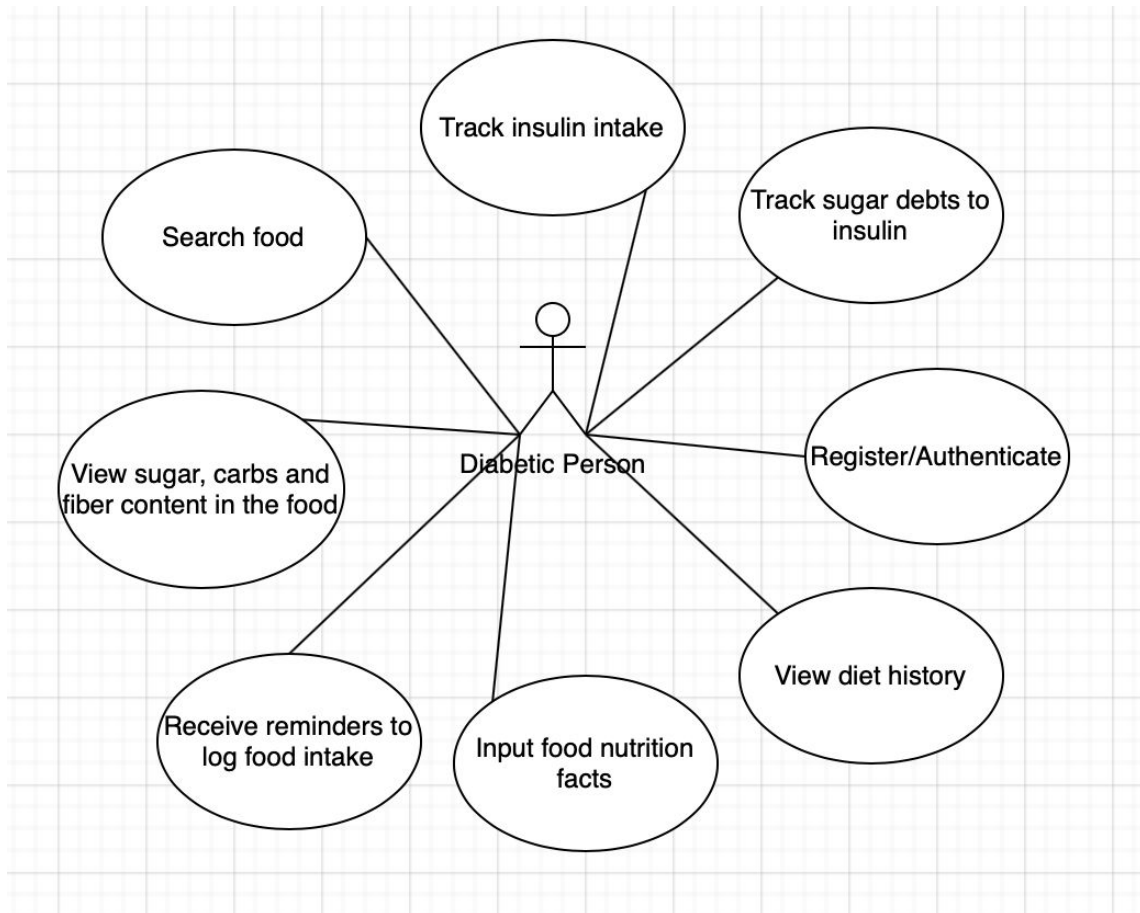 Track insulin intake
Track sugar debts to
insulin
Search food
Diabetic Person
Register/Authenticate
View sugar, carbs and
fiber content in the food
View diet history
Receive reminders to
log food intake
Input food nutrition
facts